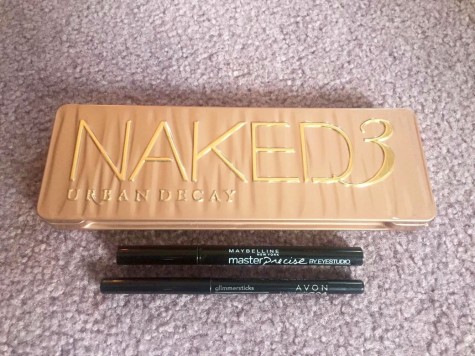 NAKED3
URBAN DECAY
MAYBELLINE
NEW YORK
master precise BY EYESTUDIO
glimmersticks AVON